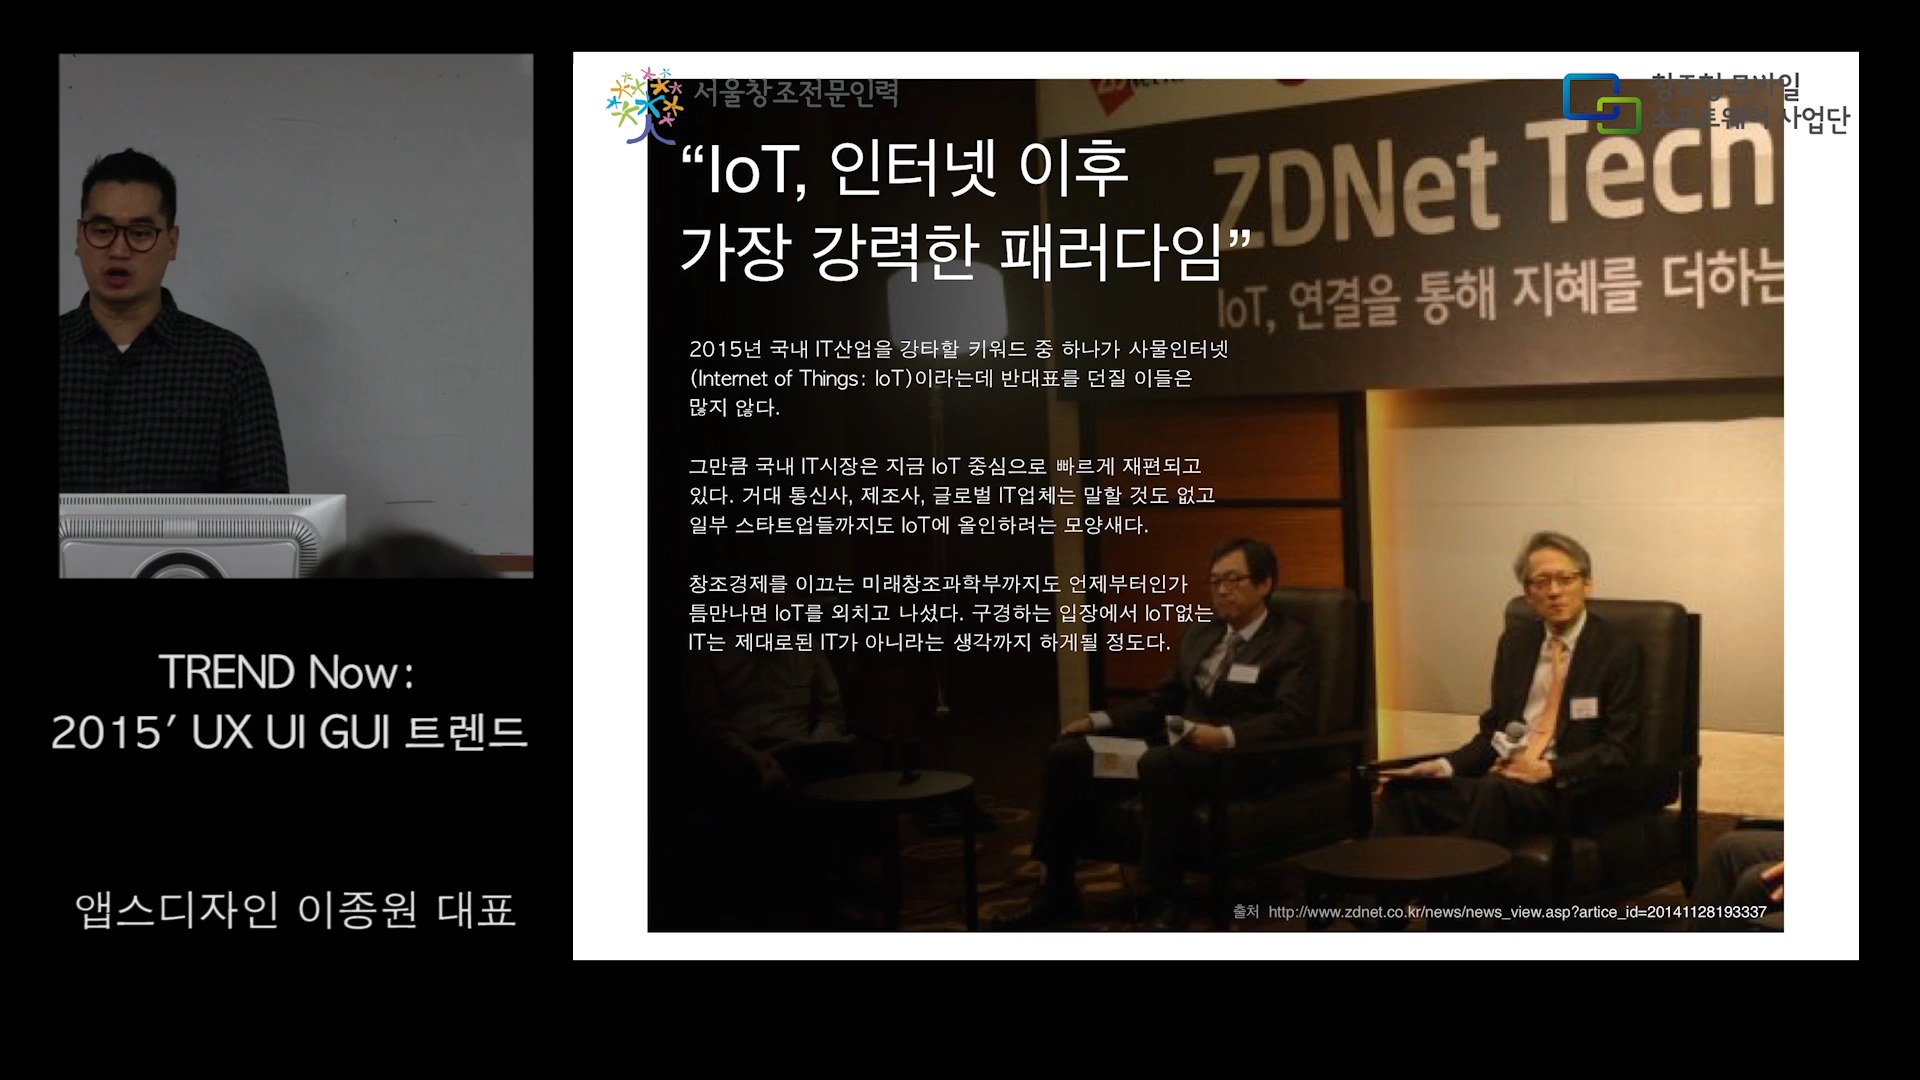 서울창조전문인력
창조형 모바일
소프트웨어 사업단
“IoT, 인터넷 이후
가장 강력한 패러다임”
ZDNet Tech
IoT, 연결을 통해 지혜를 더하는
2015년 국내 IT산업을 강타할 키워드 중 하나가 사물인터넷
(Internet of Things: IoT)이라는데 반대표를 던질 이들은
많지 않다.
그만큼 국내 IT시장은 지금 IoT 중심으로 빠르게 재편되고
있다. 거대 통신사, 제조사, 글로벌 IT업체는 말할 것도 없고
일부 스타트업들까지도 IoT에 올인하려는 모양새다.
창조경제를 이끄는 미래창조과학부까지도 언제부터인가
틈만나면 IoT를 외치고 나섰다. 구경하는 입장에서 IoT없는
IT는 제대로된 IT가 아니라는 생각까지 하게될 정도다.
출처 http://www.zdnet.co.kr/news/news_view.asp?artice_id=20141128193337
TREND Now:
2015′ UX UI GUI 트렌드
앱스디자인 이종원 대표